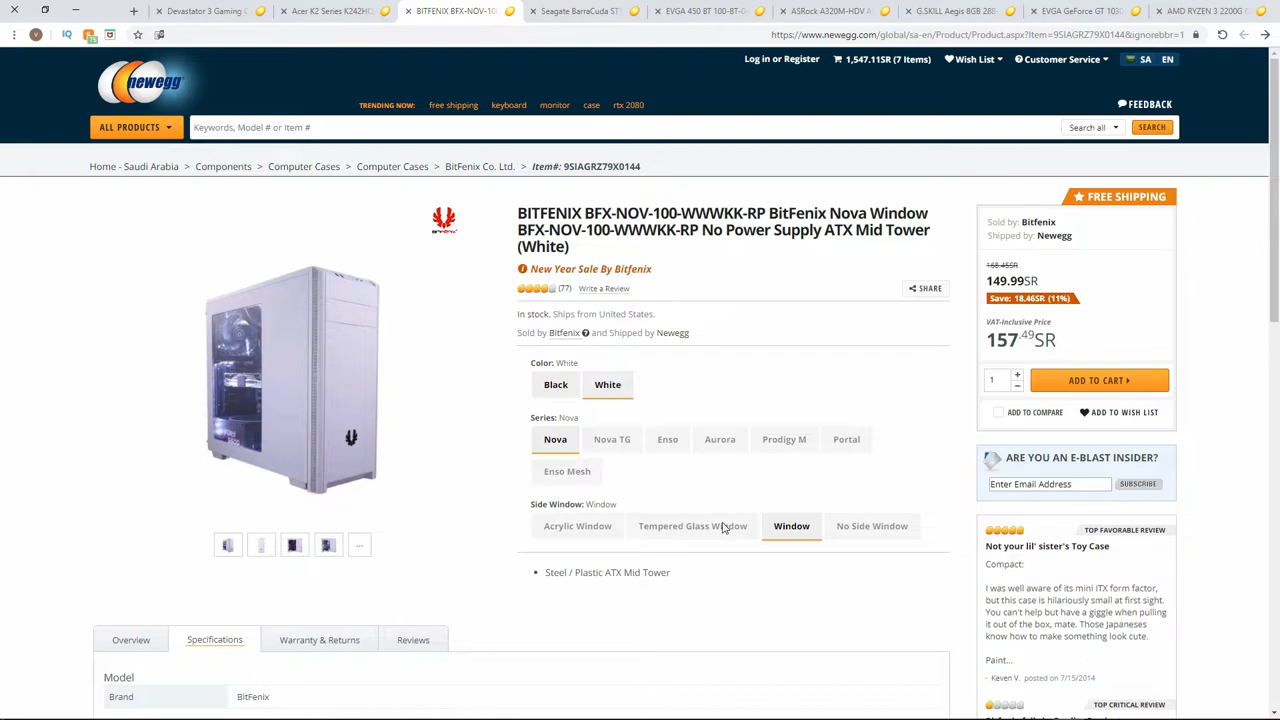 Devastator 3 Gaming C
Acer K2 Series K242HQ
BITFENIX BFX-NOV-10
Seagate BarraCuda ST
EVGA 450 BT 100-BT-0
ASRock A320M-HDV A
G.SKILL Aegis 8GB 288-
EVGA GeForce GT 1030
AMD RYZEN 3 2200G
https://www.newegg.com/global/sa-en/Product/Product.aspx?Item=9SIAGRZ79X0144&ignorebbr=1
newegg
Log in or Register
1,547.11SR (7 Items)
Wish List
Customer Service
SA EN
TRENDING NOW: free shipping keyboard monitor case rtx 2080
FEEDBACK
ALL PRODUCTS
Keywords, Model # or Item #
Search all
SEARCH
Home - Saudi Arabia > Components > Computer Cases > Computer Cases > BitFenix Co. Ltd. > Item#: 9SIAGRZ79X0144
FREE SHIPPING
BITFENIX BFX-NOV-100-WWWKK-RP BitFenix Nova Window
BFX-NOV-100-WWWKK-RP No Power Supply ATX Mid Tower
(White)
New Year Sale By Bitfenix
(77) Write a Review
SHARE
In stock. Ships from United States.
Sold by Bitfenix and Shipped by Newegg
Color: White
Black White
Series: Nova
Nova Nova TG Enso Aurora Prodigy M Portal
Enso Mesh
Side Window: Window
Acrylic Window Tempered Glass Window Window No Side Window
• Steel / Plastic ATX Mid Tower
Sold by: Bitfenix
Shipped by: Newegg
168.45SR
149.99SR
Save: 18.46SR (11%)
VAT-Inclusive Price
157.49SR
1
+
−
ADD TO CART
ADD TO COMPARE
ADD TO WISH LIST
ARE YOU AN E-BLAST INSIDER?
Enter Email Address
SUBSCRIBE
TOP FAVORABLE REVIEW
Not your lil' sister's Toy Case
Compact:
I was well aware of its mini ITX form factor,
but this case is hilariously small at first sight.
You can't help but have a giggle when pulling
it out of the box, mate. Those Japaneses
know how to make something look cute.
Paint...
- Keven V. posted on 7/15/2014
TOP CRITICAL REVIEW
Overview
Specifications
Warranty & Returns
Reviews
Model
Brand BitFenix